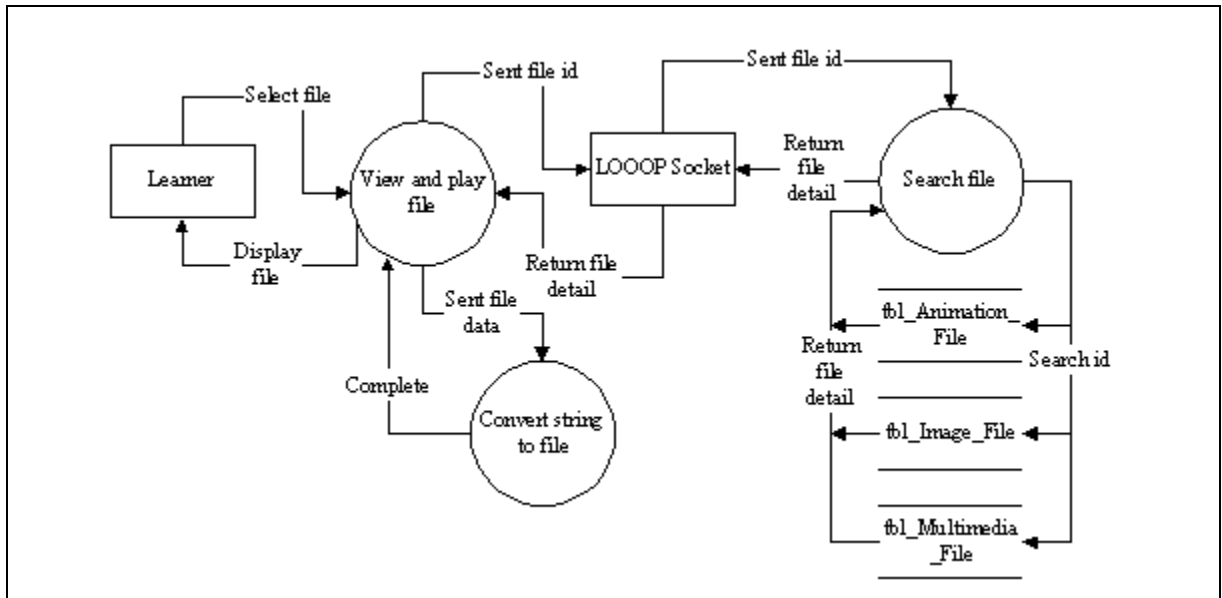 Sent file id
Sent file id
Select file
Learner
View and play
file
LOOOP Socket
Return
file
detail
Search file
Display
file
Return file
detail
Sent file
data
tbl_Animation_
File
Return
file
detail
Search id
Complete
Convert string
to file
tbl_Image_File
tbl_Multimedia
_File